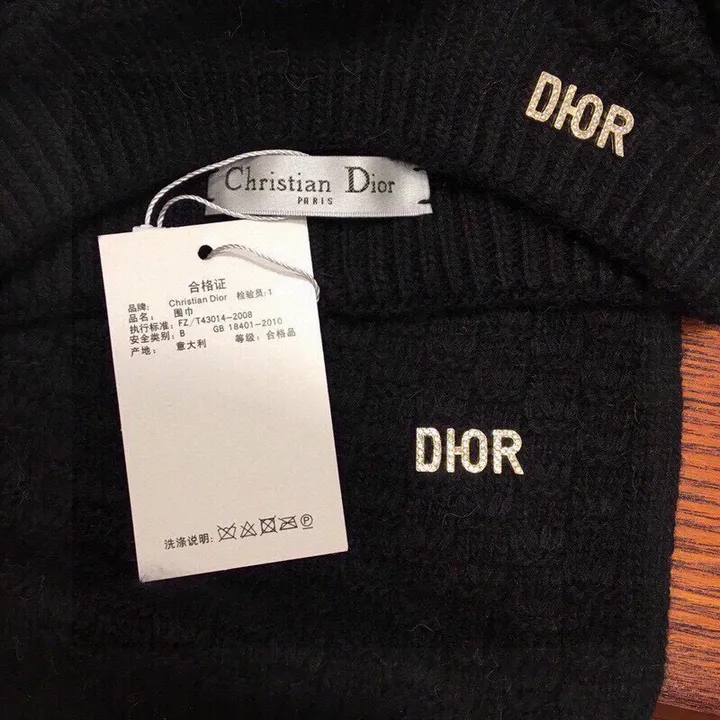 DIOR
Christian Dior
PARIS
合格证
品牌: Christian Dior 检验员:1
品名: 围巾
执行标准: FZ/T43014-2008
安全类别: B GB 18401-2010
产地: 意大利 等级: 合格品
DIOR
洗涤说明: